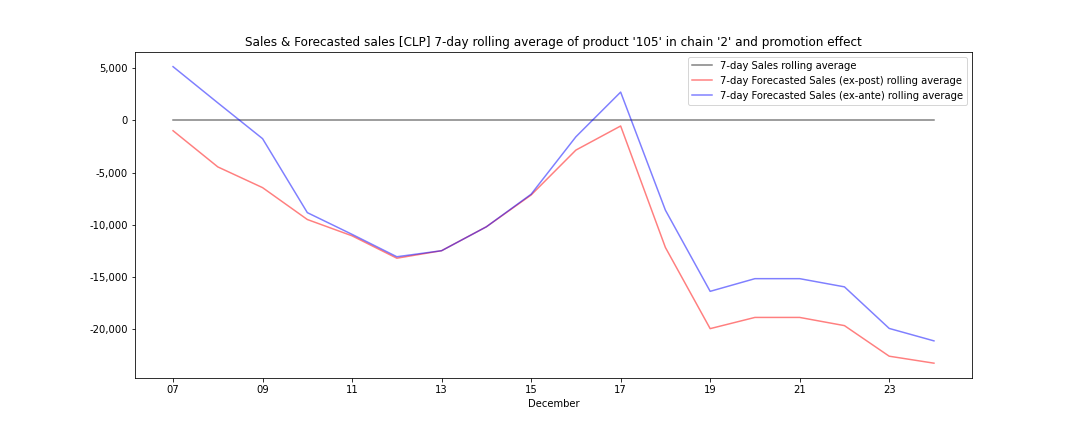 Sales & Forecasted sales [CLP] 7-day rolling average of product '105' in chain '2' and promotion effect
7-day Sales rolling average
7-day Forecasted Sales (ex-post) rolling average
7-day Forecasted Sales (ex-ante) rolling average
5,000
0
-5,000
-10,000
-15,000
-20,000
07 09 11 13 15 17 19 21 23
December